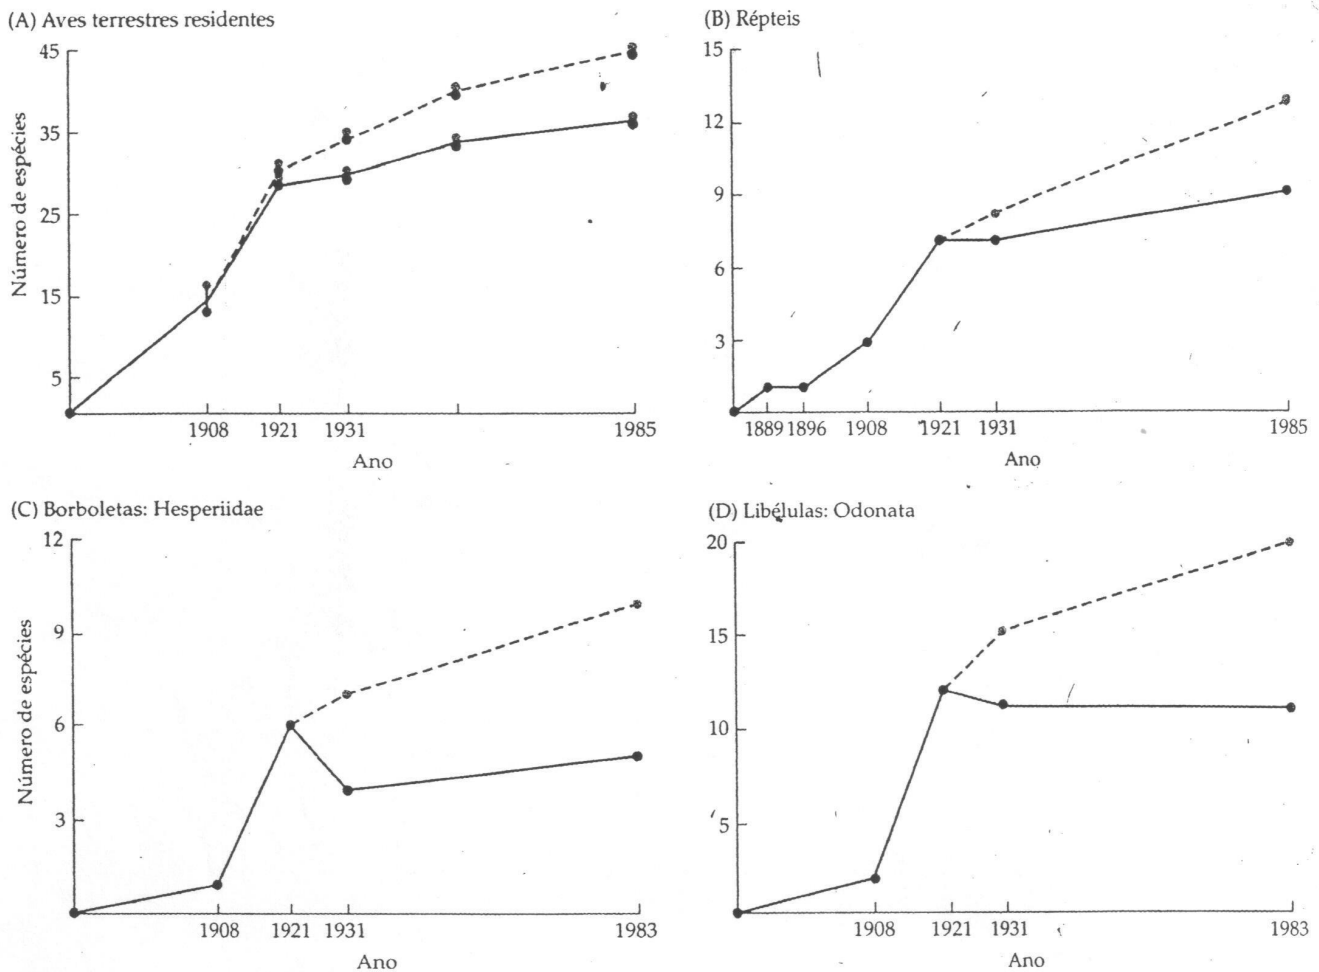 (A) Aves terrestres residentes
45
35
25
15
5
Número de espécies
1908 1921 1931 1985
Ano
(B) Répteis
15
12
9
6
3
1889 1896 1908 1921 1931 1985
Ano
(C) Borboletas: Hesperiidae
12
9
6
3
Número de espécies
1908 1921 1931 1983
Ano
(D) Libélulas: Odonata
20
15
10
5
1908 1921 1931 1983
Ano